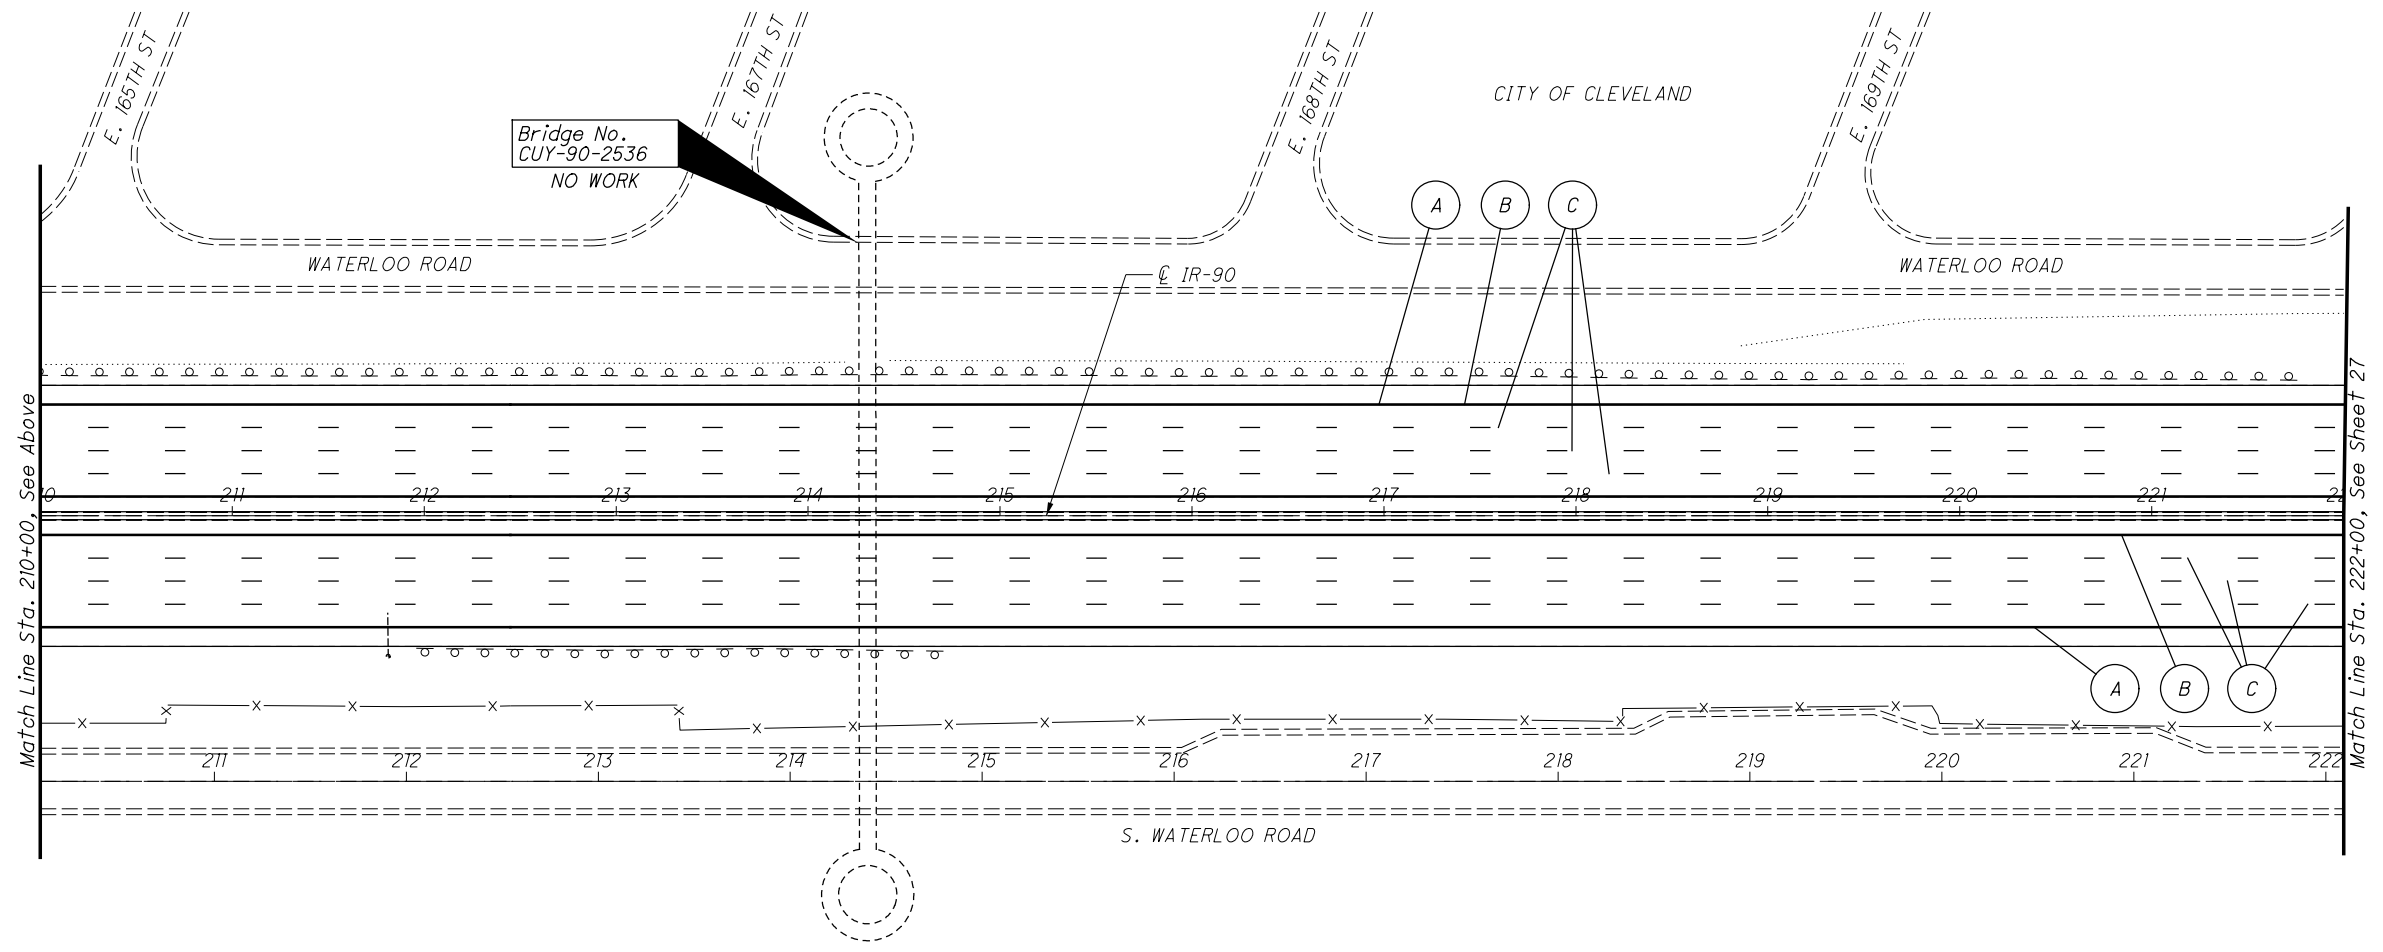 E. 165TH ST
E. 167TH ST
E. 168TH ST
E. 169TH ST
CITY OF CLEVELAND
Bridge No.
CUY-90-2536
NO WORK
A B C
WATERLOO ROAD
WATERLOO ROAD
℄ IR-90
Match Line Sta. 210+00, See Above
Match Line Sta. 222+00, See Sheet 27
10 211 212 213 214 215 216 217 218 219 220 221 22
A B C
211 212 213 214 215 216 217 218 219 220 221 222
S. WATERLOO ROAD